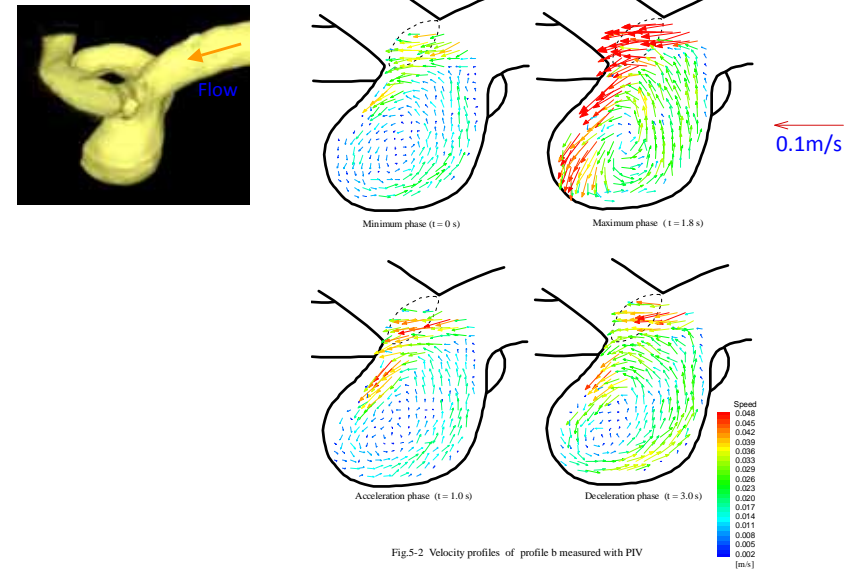 Flow
0.1m/s
Minimum phase (t = 0 s)
Maximum phase ( t = 1.8 s)
Acceleration phase (t = 1.0 s)
Deceleration phase (t = 3.0 s)
Speed
0.048
0.045
0.042
0.039
0.036
0.033
0.029
0.026
0.023
0.020
0.017
0.014
0.011
0.008
0.005
0.002
[m/s]
Fig.5-2 Velocity profiles of profile b measured with PIV